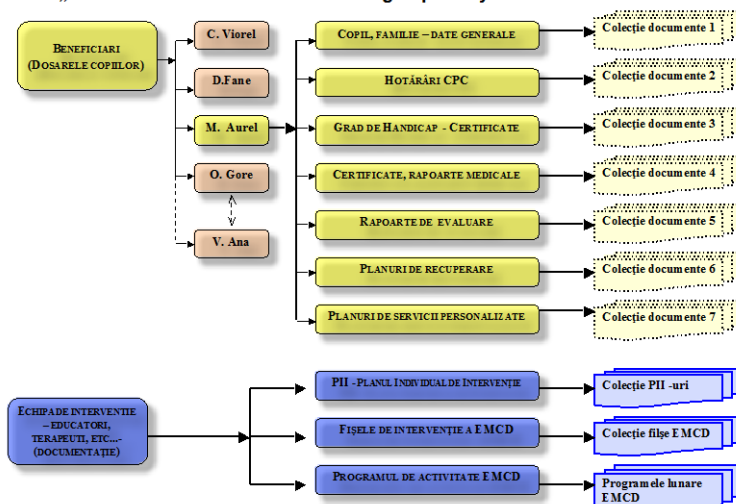 BENEFICIARI
(DOSARELE COPIILOR)
C. Viorel
D.Fane
M. Aurel
O. Gore
V. Ana
COPIL, FAMILIE – DATE GENERALE
HOTĂRÂRI CPC
GRAD DE HANDICAP - CERTIFICATE
CERTIFICATE, RAPOARTE MEDICALE
RAPOARTE DE EVALUARE
PLANURI DE RECUPERARE
PLANURI DE SERVICII PERSONALIZATE
Colecție documente 1
Colecție documente 2
Colecție documente 3
Colecție documente 4
Colecție documente 5
Colecție documente 6
Colecție documente 7
ECHIPA DE INTERVENTIE
– EDUCATORI,
TERAPEUTI, ETC...-
(DOCUMENTAȚIE)
PII - PLANUL INDIVIDUAL DE INTERVENȚIE
FIȘELE DE INTERVENȚIE A EMCD
PROGRAMUL DE ACTIVITATE EMCD
Colecție PII -uri
Colecție filșe EMCD
Programele lunare
EMCD